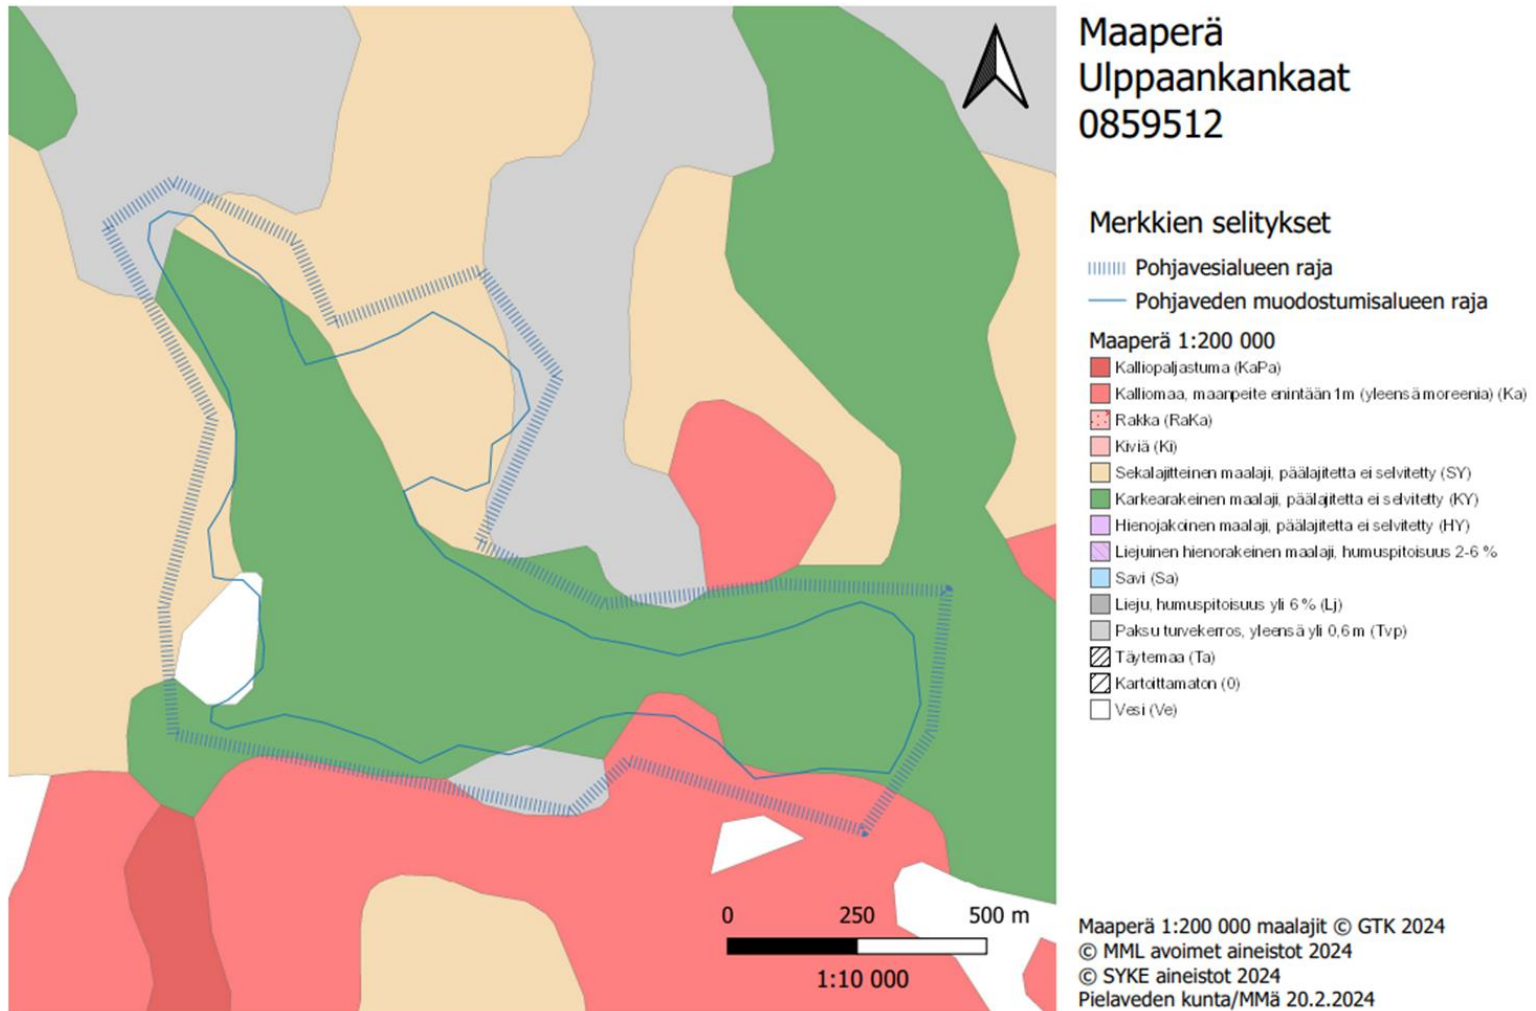 Maaperä
Ulppaankankaat
0859512
Merkkien selitykset
Pohjavesialueen raja
Pohjaveden muodostumisalueen raja
Maaperä 1:200 000
Kalliopaljastuma (KaPa)
Kalliomaa, maanpeite enintään 1m (yleensä moreenia) (Ka)
Rakka (RaKa)
Kiviä (Ki)
Sekalajitteinen maalaji, päälajitetta ei selvitetty (SY)
Karkearakeinen maalaji, päälajitetta ei selvitetty (KY)
Hienojakoinen maalaji, päälajitetta ei selvitetty (HY)
Liejuinen hienorakeinen maalaji, humuspitoisuus 2-6 %
Savi (Sa)
Lieju, humuspitoisuus yli 6 % (Lj)
Paksu turvekerros, yleensä yli 0,6 m (Tvp)
Täytemaa (Ta)
Kartoittamaton (0)
Vesi (Ve)
0 250 500 m
1:10 000
Maaperä 1:200 000 maalajit © GTK 2024
© MML avoimet aineistot 2024
© SYKE aineistot 2024
Pielaveden kunta/MMä 20.2.2024